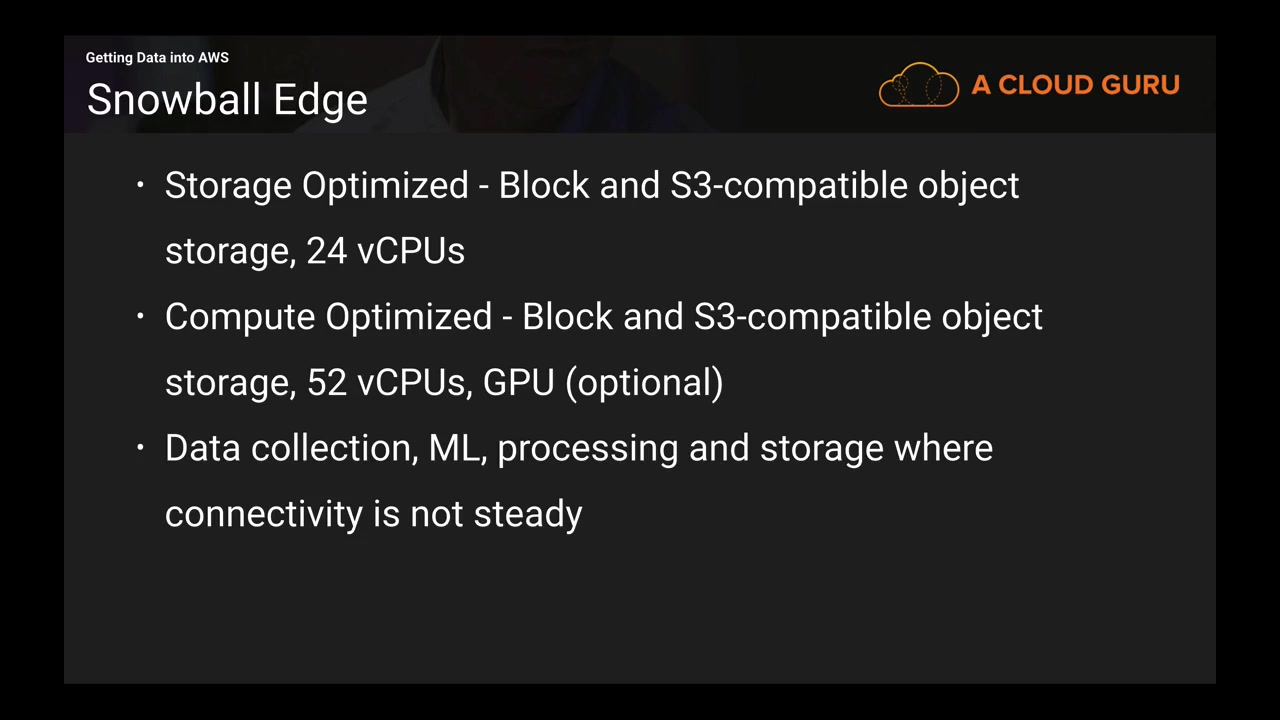 Getting Data into AWS
Snowball Edge
A CLOUD GURU
• Storage Optimized - Block and S3-compatible object
storage, 24 vCPUs
• Compute Optimized - Block and S3-compatible object
storage, 52 vCPUs, GPU (optional)
• Data collection, ML, processing and storage where
connectivity is not steady